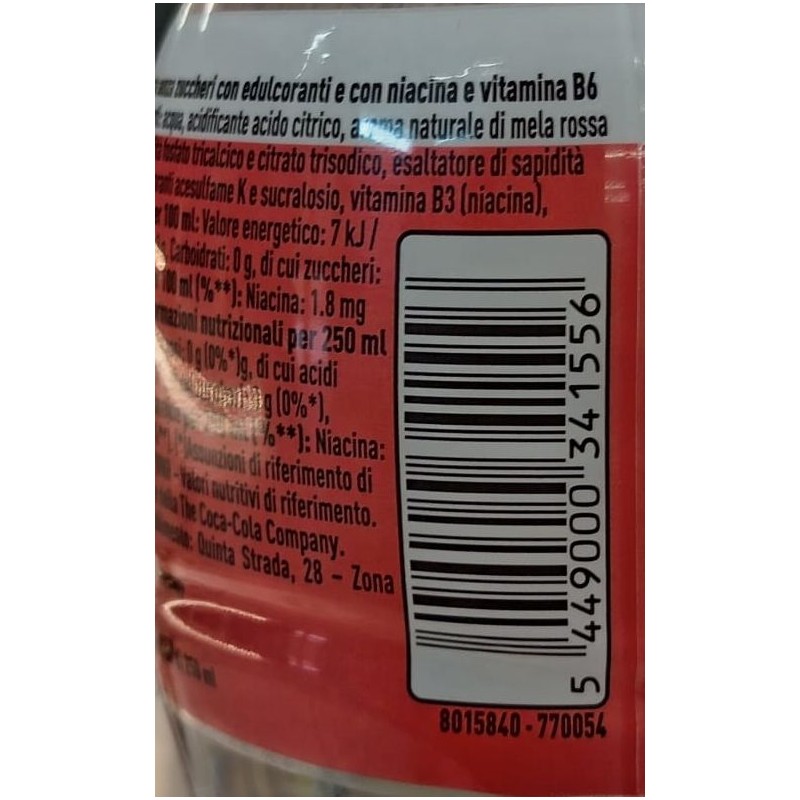 zuccheri con edulcoranti e con niacina e vitamina B6
acqua, acidificante acido citrico, aroma naturale di mela rossa
fosfato tricalcico e citrato trisodico, esaltatore di sapidità
acesulfame K e sucralosio, vitamina B3 (niacina),
100 ml: Valore energetico: 7 kJ /
Carboidrati: 0 g, di cui zuccheri:
ml (%**): Niacina: 1.8 mg
nutrizionali per 250 ml
0 g (0%*)g, di cui acidi
g (0%*),
%**): Niacina:
(*)Assunzioni di riferimento di
- Valori nutritivi di riferimento.
The Coca-Cola Company.
Quinta Strada, 28 - Zona
250 ml
5 449000 341556
8015840-770054